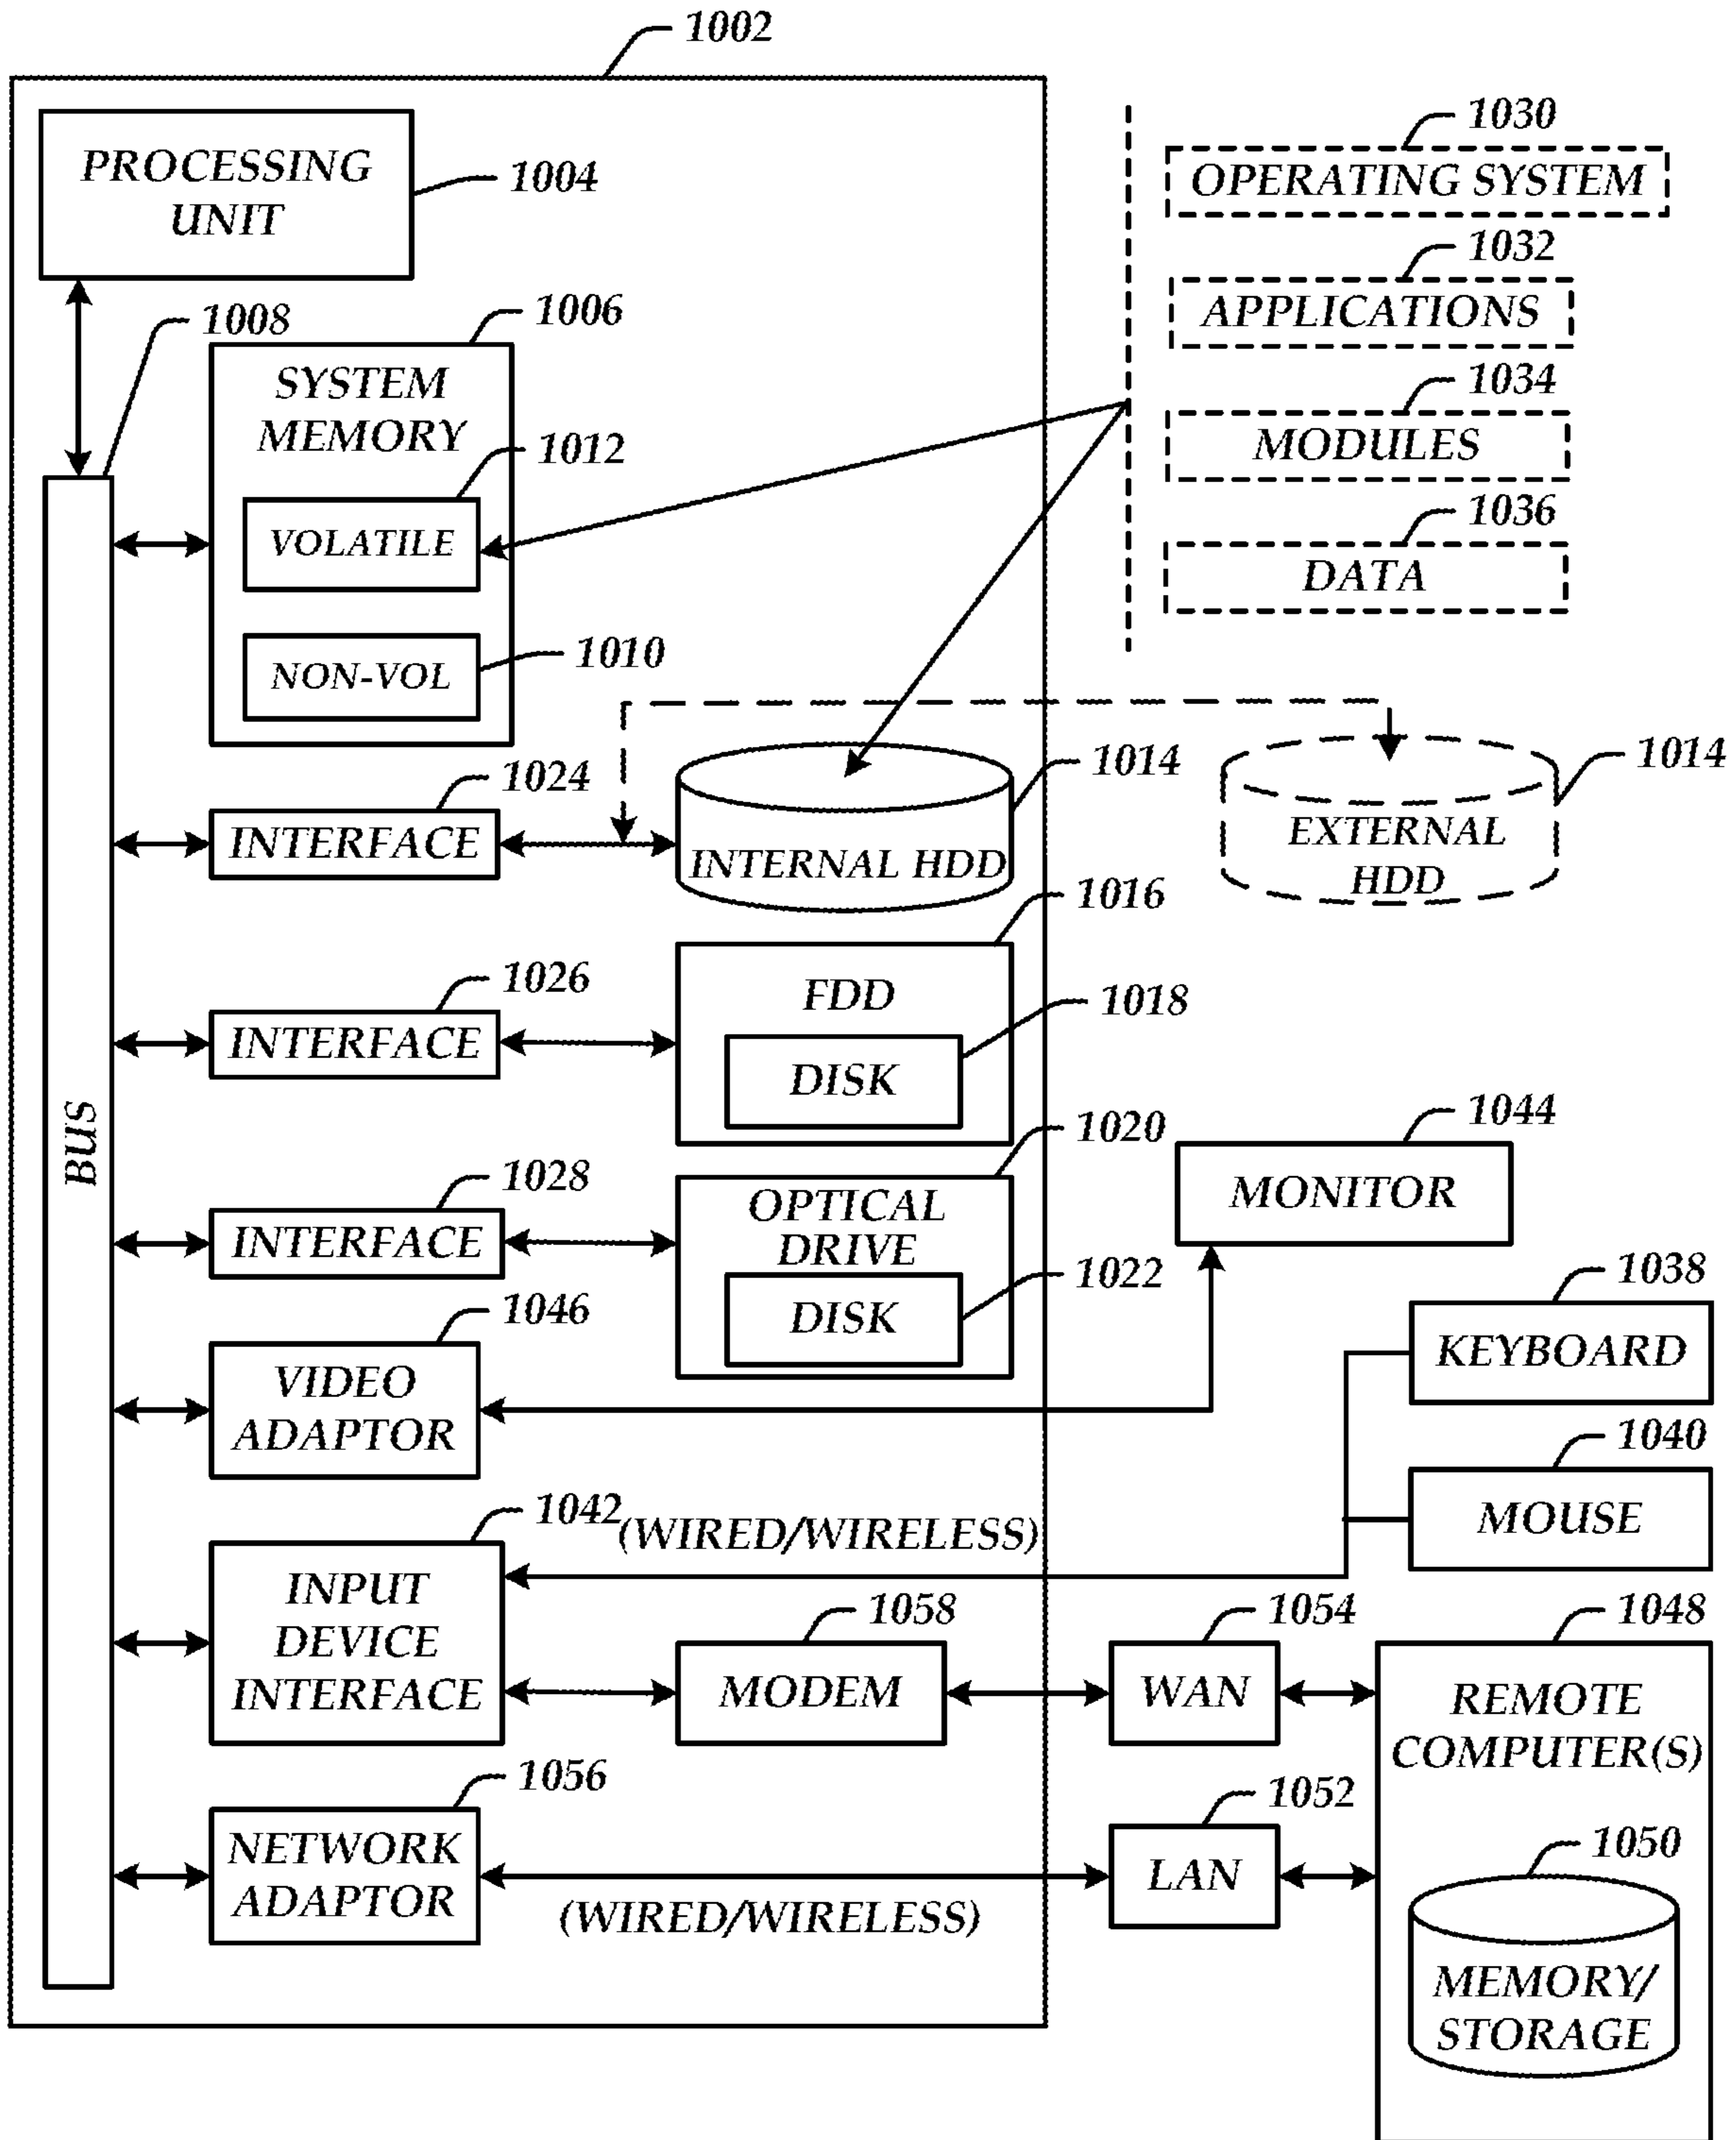 1002
PROCESSING
UNIT
1004
1030
OPERATING SYSTEM
1032
APPLICATIONS
1034
MODULES
1036
DATA
1008
1006
SYSTEM
MEMORY
1012
VOLATILE
1010
NON-VOL
1024
INTERFACE
1014
INTERNAL HDD
1014
EXTERNAL
HDD
1016
FDD
1018
DISK
1026
INTERFACE
BUS
1028
INTERFACE
1020
OPTICAL
DRIVE
1022
DISK
1044
MONITOR
1038
KEYBOARD
1046
VIDEO
ADAPTOR
1040
MOUSE
1042
(WIRED/WIRELESS)
INPUT
DEVICE
INTERFACE
1058
MODEM
1054
WAN
1048
REMOTE
COMPUTER(S)
1056
NETWORK
ADAPTOR
(WIRED/WIRELESS)
1052
LAN
1050
MEMORY/
STORAGE